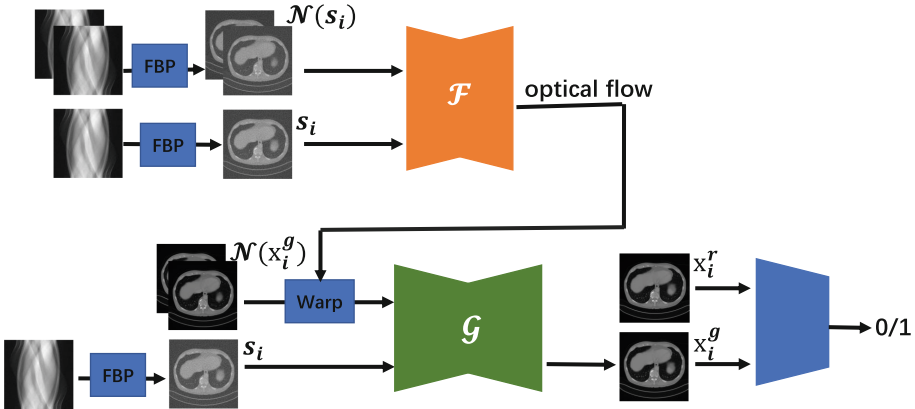 𝒩(s_i)
FBP
ℱ
optical flow
FBP
s_i
𝒩(x_i^g)
Warp
𝒢
x_i^r
x_i^g
0/1
s_i
FBP